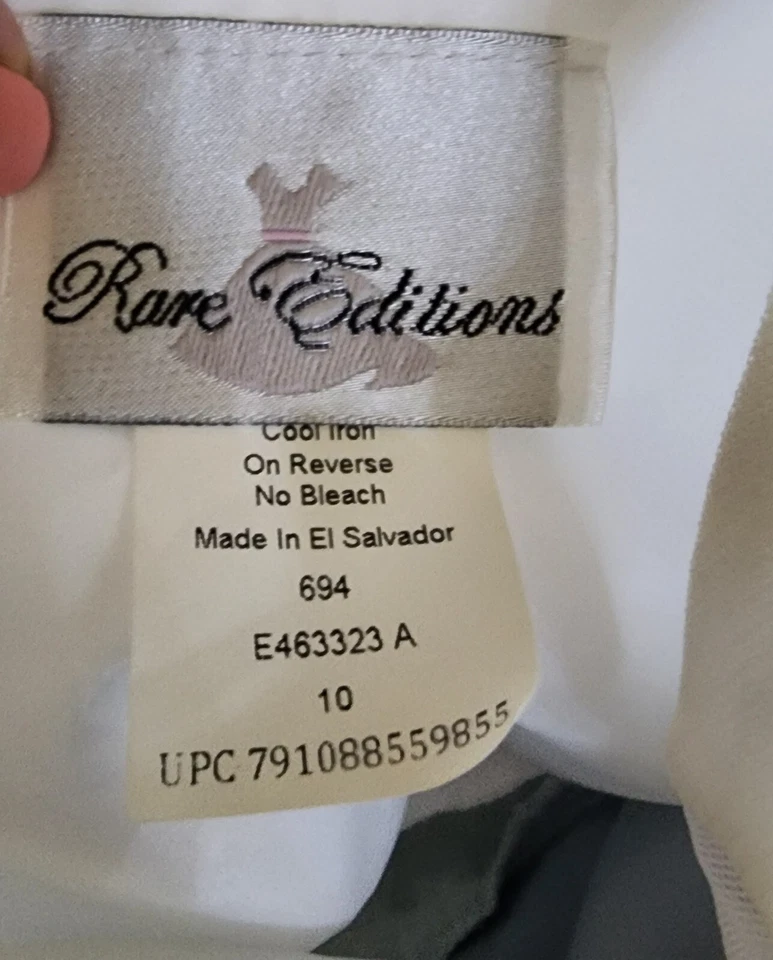 Rare Editions
Cool Iron
On Reverse
No Bleach
Made In El Salvador
694
E463323 A
10
UPC 791088559855